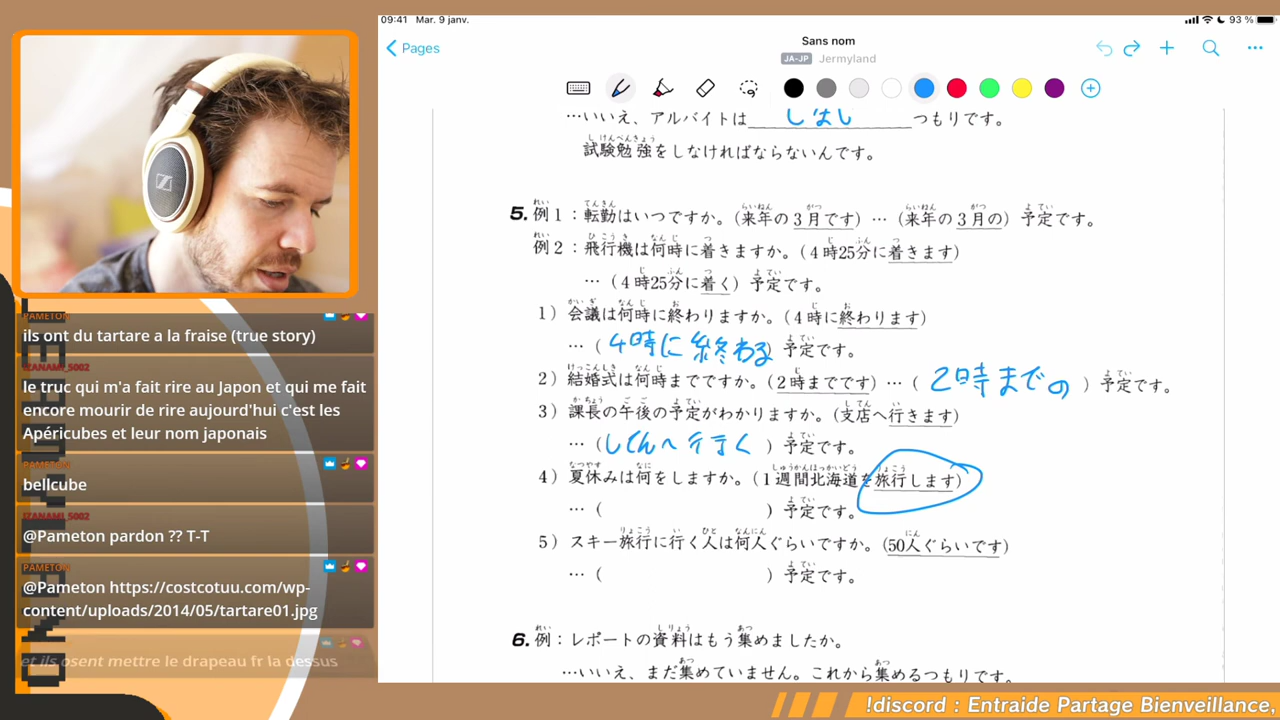 09:41 Mar. 9 janv.
93 %
Pages
Sans nom
JA-JP Jermyland
…いいえ、アルバイトは しない つもりです。
試験勉強をしなければならないんです。
5. 例1：転勤はいつですか。（来年の3月です） …（来年の3月の）予定です。
例2：飛行機は何時に着きますか。（4時25分に着きます）
…（4時25分に着く）予定です。
1）会議は何時に終わりますか。（4時に終わります）
…（4時に終わる）予定です。
2）結婚式は何時までですか。（2時までです）…（2時までの）予定です。
3）課長の午後の予定がわかりますか。（支店へ行きます）
…（してんへ行く）予定です。
4）夏休みは何をしますか。（1週間北海道を旅行します）
…（ ）予定です。
5）スキー旅行に行く人は何人ぐらいですか。（50人ぐらいです）
…（ ）予定です。
6. 例：レポートの資料はもう集めましたか。
…いいえ、まだ集めていません。これから集めるつもりです。
PAMETON
ils ont du tartare a la fraise (true story)
IZANAMI_5002
le truc qui m'a fait rire au Japon et qui me fait
encore mourir de rire aujourd'hui c'est les
Apéricubes et leur nom japonais
PAMETON
bellcube
IZANAMI_5002
@Pameton pardon ?? T-T
PAMETON
@Pameton https://costcotuu.com/wp-
content/uploads/2014/05/tartare01.jpg
et ils osent mettre le drapeau fr la dessus
!discord : Entraide Partage Bienveillance,